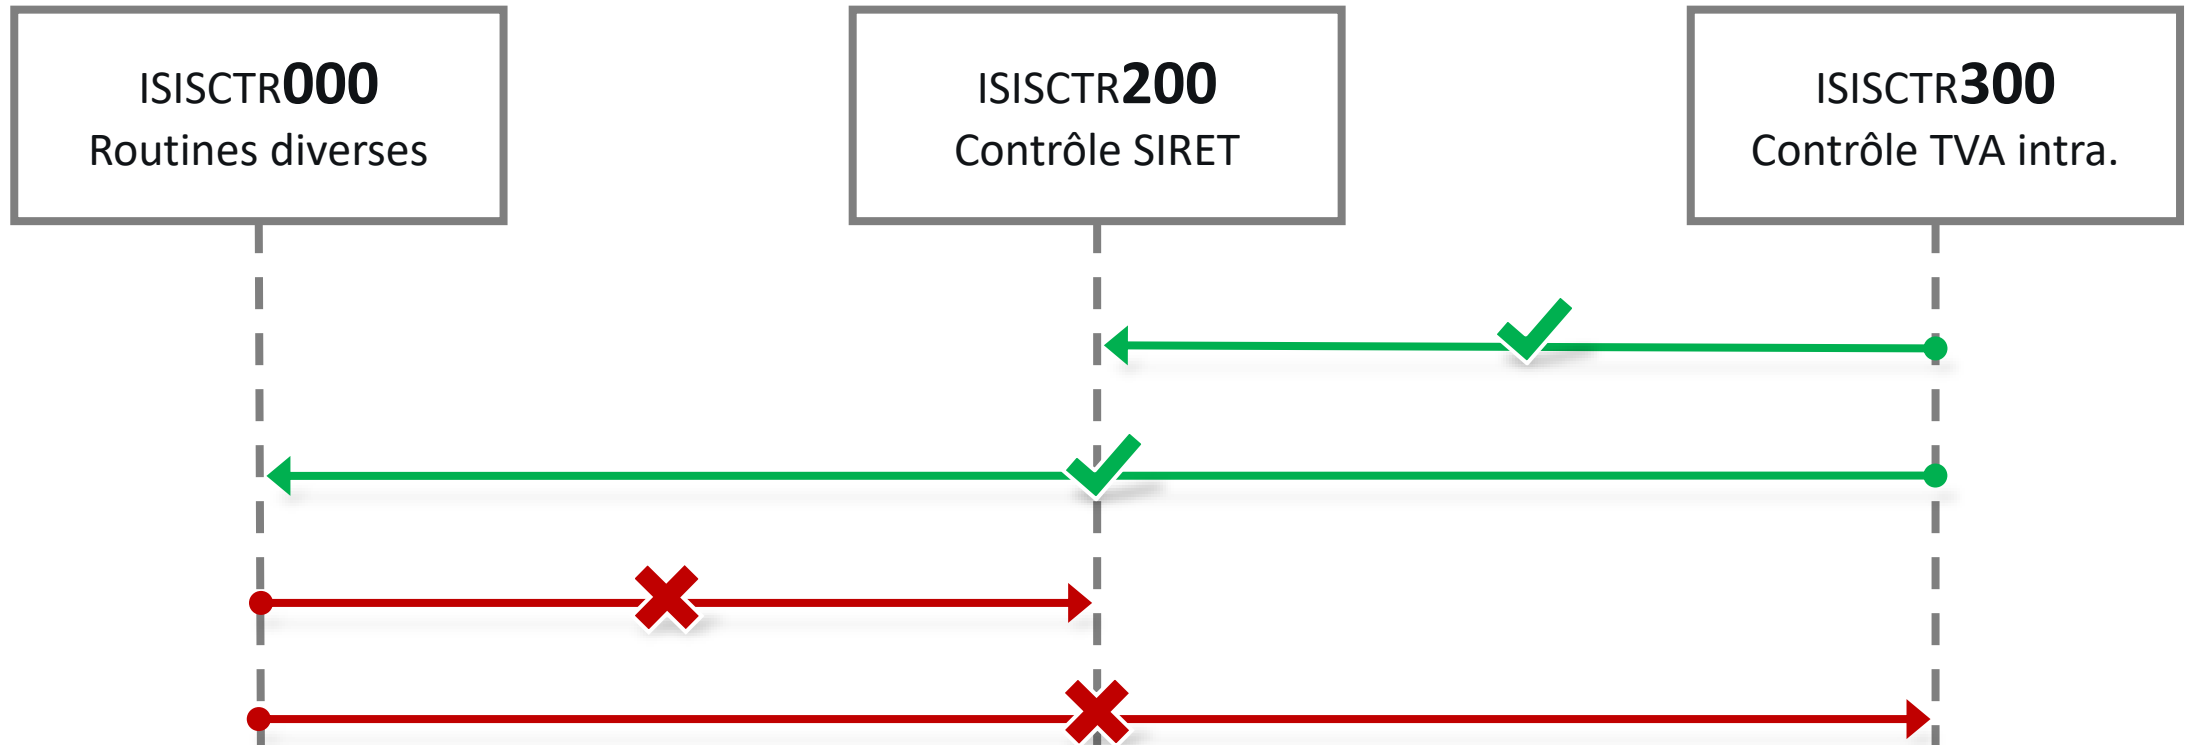 ISISCTR000
Routines diverses
ISISCTR200
Contrôle SIRET
ISISCTR300
Contrôle TVA intra.